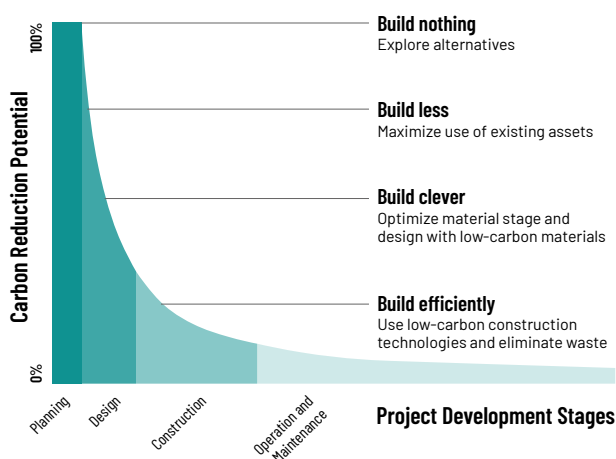 Build nothing
Explore alternatives
100%
Build less
Maximize use of existing assets
Carbon Reduction Potential
Build clever
Optimize material stage and
design with low-carbon materials
Build efficiently
Use low-carbon construction
technologies and eliminate waste
0%
Planning
Design
Construction
Operation and
Maintenance
Project Development Stages